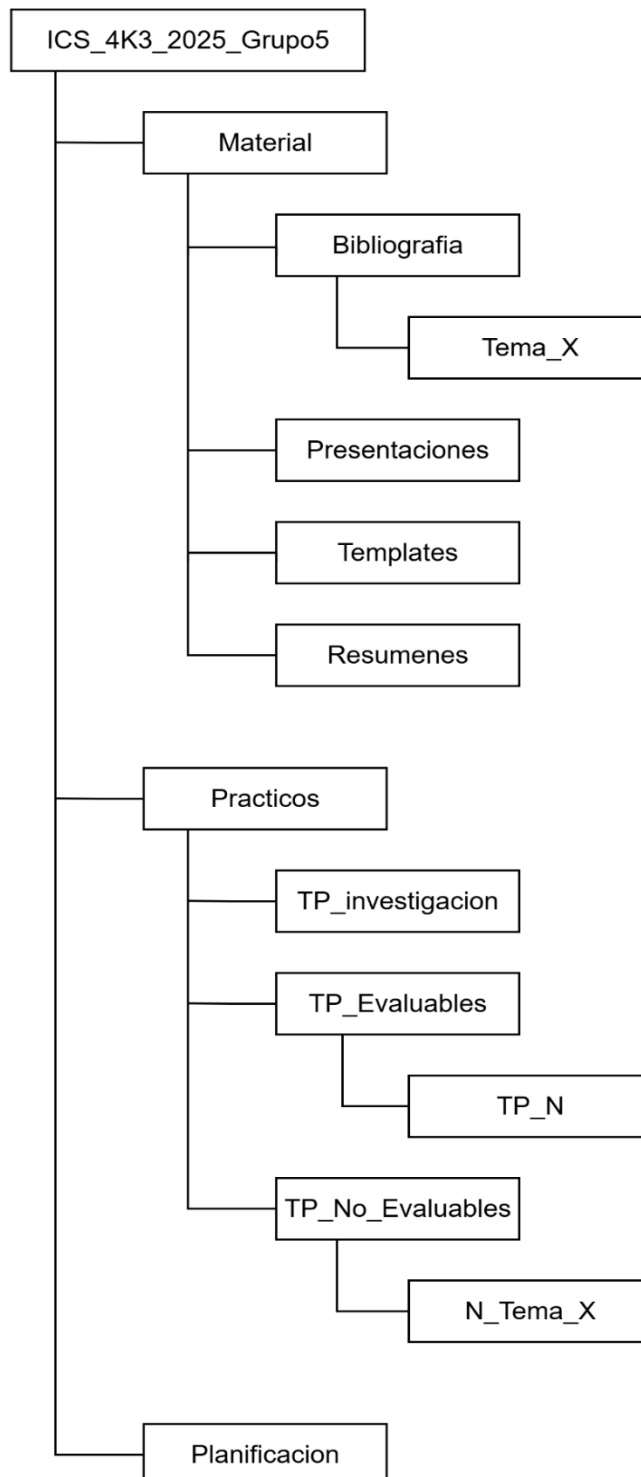 ICS_4K3_2025_Grupo5
Material
Bibliografia
Tema_X
Presentaciones
Templates
Resumenes
Practicos
TP_investigacion
TP_Evaluables
TP_N
TP_No_Evaluables
N_Tema_X
Planificacion